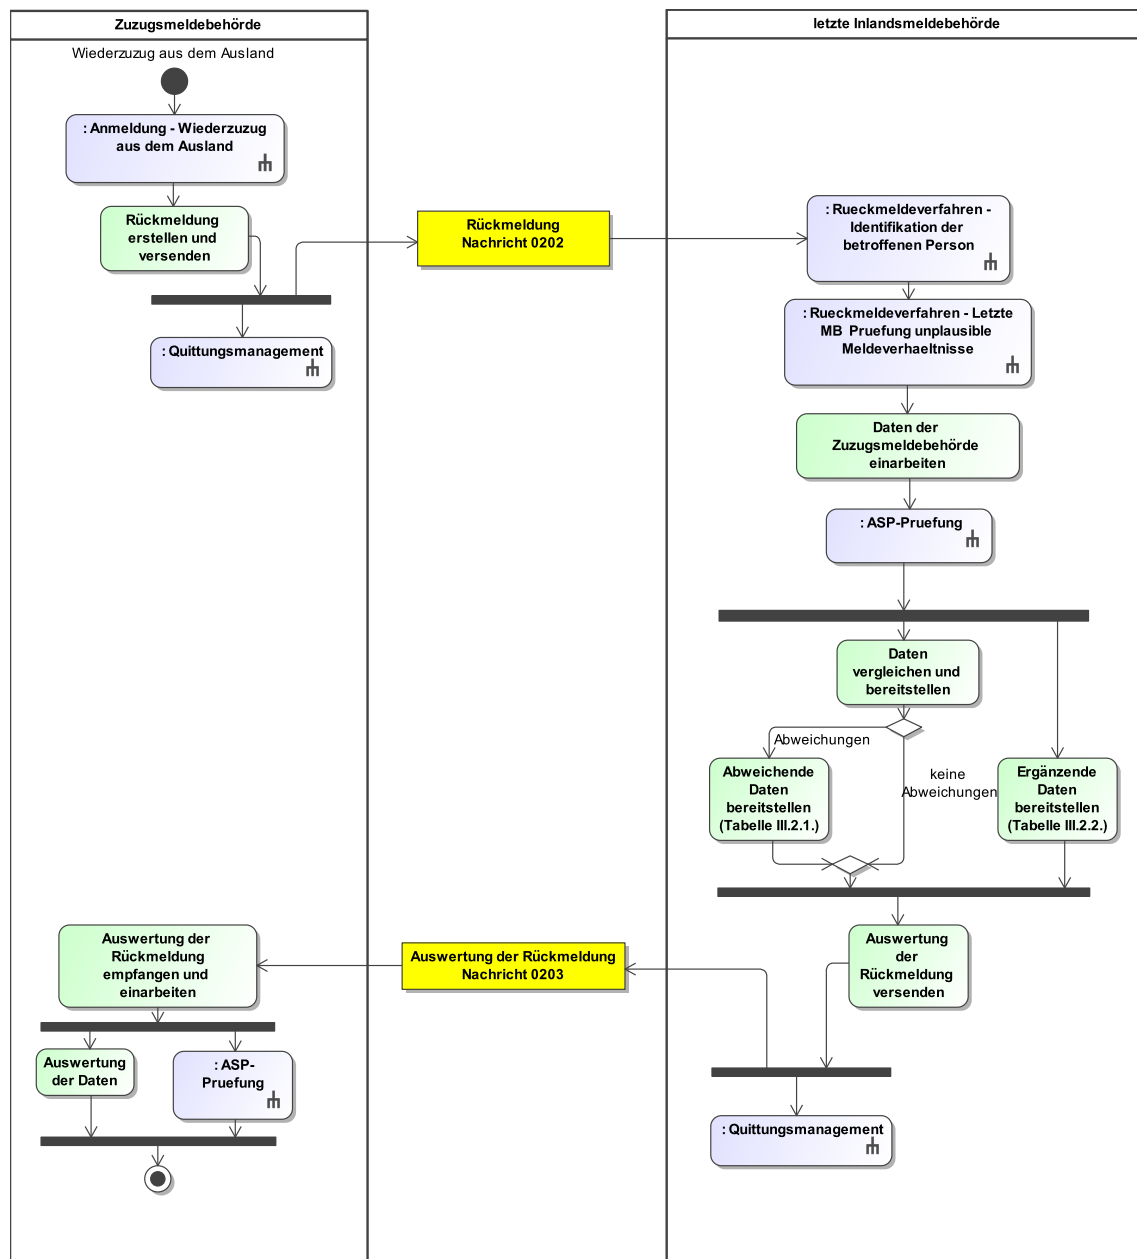 Zuzugsmeldebehörde
letzte Inlandsmeldebehörde
Wiederzuzug aus dem Ausland
: Anmeldung - Wiederzuzug
aus dem Ausland
Rückmeldung
erstellen und
versenden
: Quittungsmanagement
Rückmeldung
Nachricht 0202
: Rueckmeldeverfahren -
Identifikation der
betroffenen Person
: Rueckmeldeverfahren - Letzte
MB Pruefung unplausible
Meldeverhaeltnisse
Daten der
Zuzugsmeldebehörde
einarbeiten
: ASP-Pruefung
Daten
vergleichen und
bereitstellen
Abweichungen
keine
Abweichungen
Abweichende
Daten
bereitstellen
(Tabelle III.2.1.)
Ergänzende
Daten
bereitstellen
(Tabelle III.2.2.)
Auswertung
der
Rückmeldung
versenden
: Quittungsmanagement
Auswertung der Rückmeldung
Nachricht 0203
Auswertung der
Rückmeldung
empfangen und
einarbeiten
Auswertung
der Daten
: ASP-
Pruefung